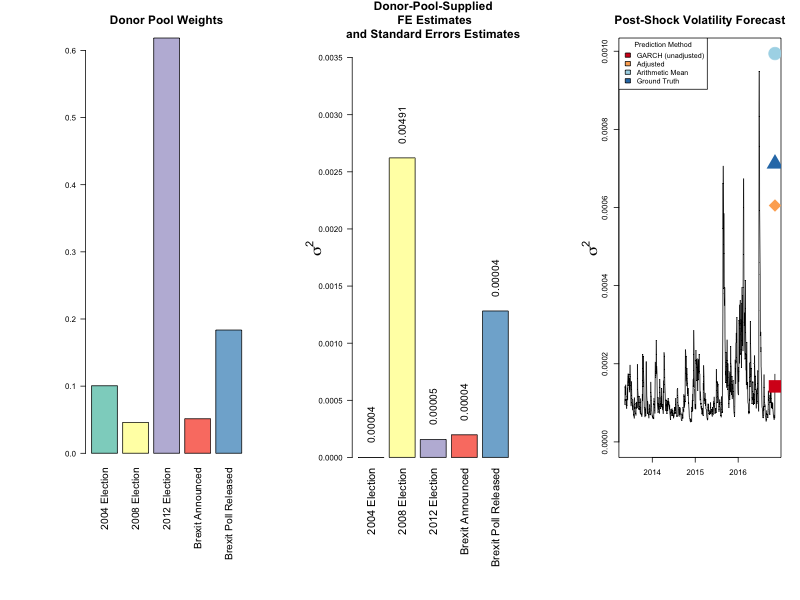 Donor Pool Weights
0.6
0.5
0.4
0.3
0.2
0.1
0.0
2004 Election
2008 Election
2012 Election
Brexit Announced
Brexit Poll Released
Donor-Pool-Supplied
FE Estimates
and Standard Errors Estimates
σ2
0.0035
0.0030
0.0025
0.0020
0.0015
0.0010
0.0005
0.0000
0.00004
0.00491
0.00005
0.00004
0.00004
2004 Election
2008 Election
2012 Election
Brexit Announced
Brexit Poll Released
Post-Shock Volatility Forecast
σ2
0.0010
0.0008
0.0006
0.0004
0.0002
0.0000
Prediction Method
GARCH (unadjusted)
Adjusted
Arithmetic Mean
Ground Truth
2014 2015 2016